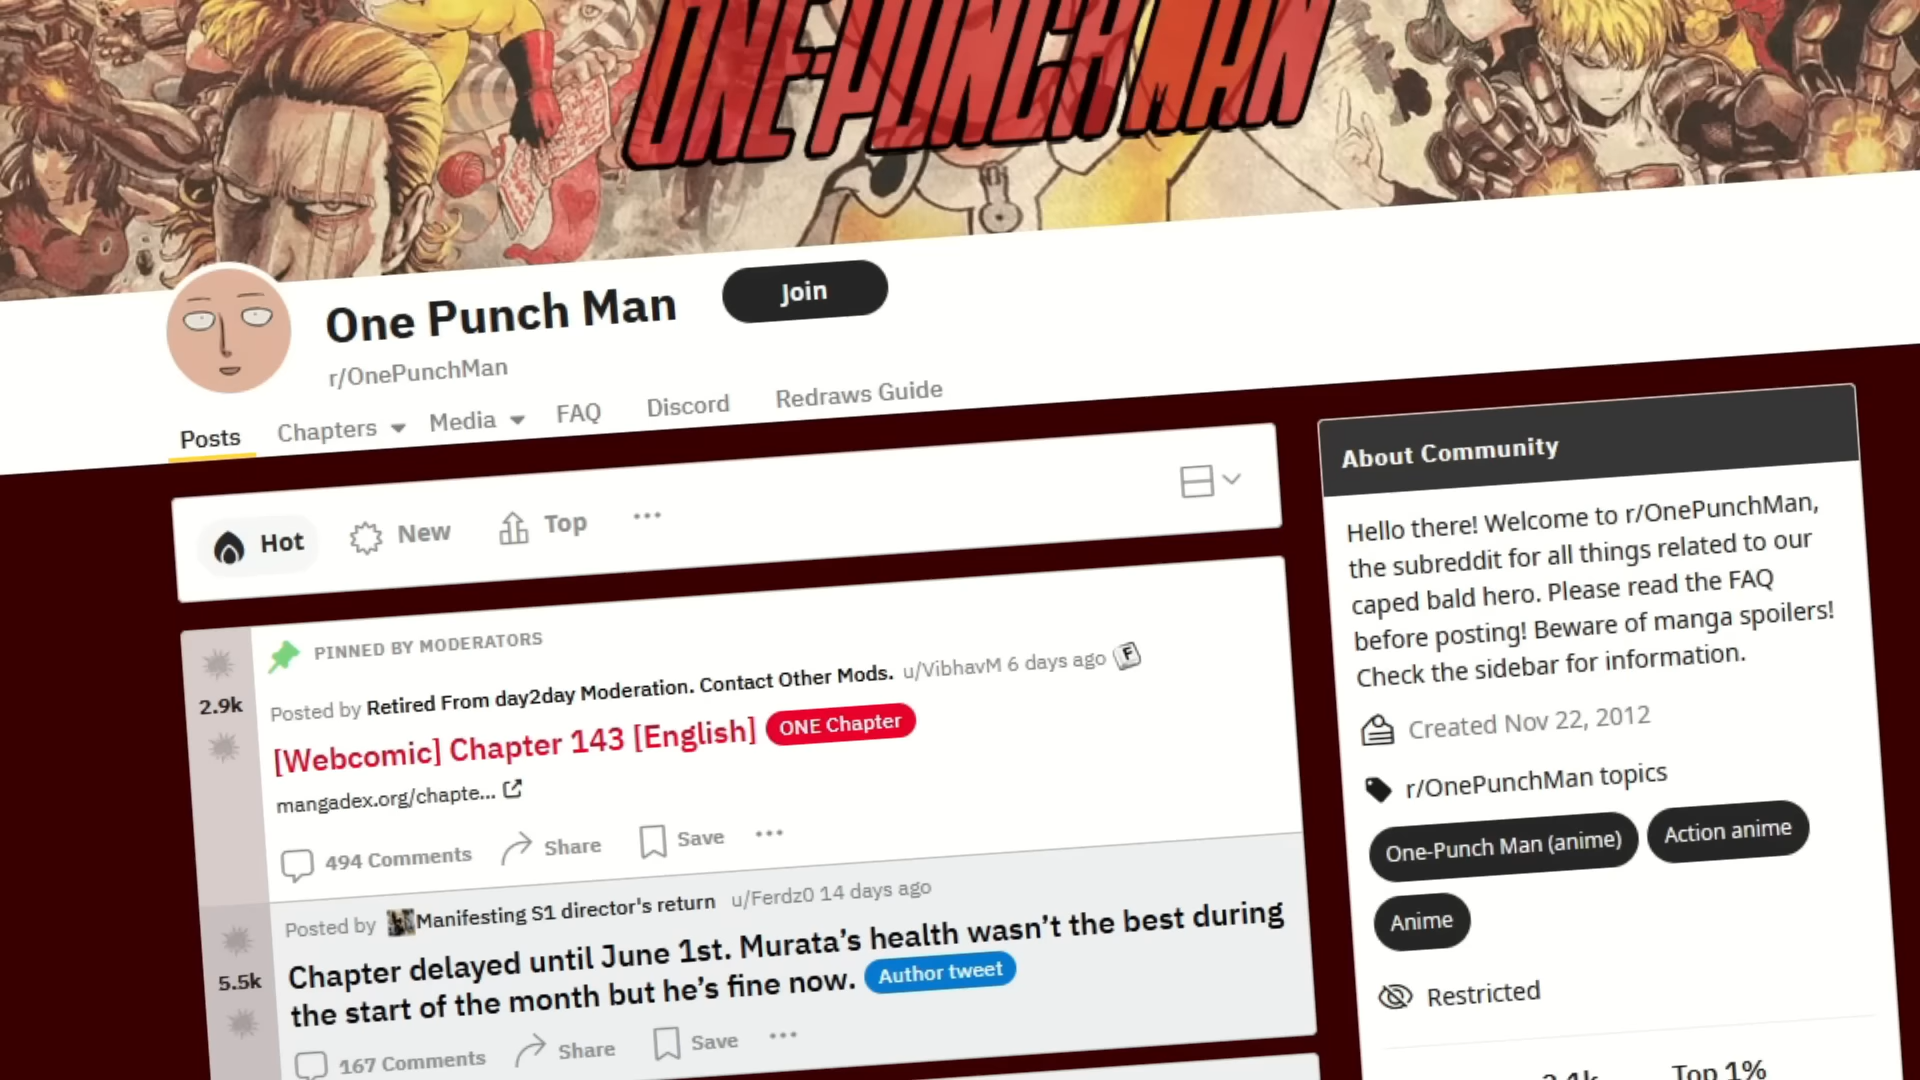 ONE-PUNCH MAN
One Punch Man
Join
r/OnePunchMan
Posts
Chapters
Media
FAQ
Discord
Redraws Guide
Hot
New
Top
PINNED BY MODERATORS
Posted by Retired From day2day Moderation. Contact Other Mods. u/VibhavM 6 days ago F
[Webcomic] Chapter 143 [English] ONE Chapter
mangadex.org/chapte...
2.9k
494 Comments
Share
Save
Posted by Manifesting S1 director's return u/Ferdz0 14 days ago
Chapter delayed until June 1st. Murata’s health wasn’t the best during
the start of the month but he’s fine now. Author tweet
5.5k
167 Comments
Share
Save
About Community
Hello there! Welcome to r/OnePunchMan,
the subreddit for all things related to our
caped bald hero. Please read the FAQ
before posting! Beware of manga spoilers!
Check the sidebar for information.
Created Nov 22, 2012
r/OnePunchMan topics
One-Punch Man (anime)
Action anime
Anime
Restricted
Top 1%